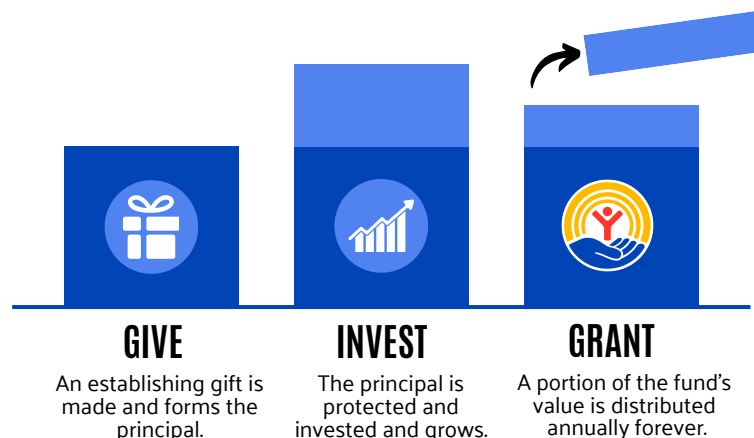 GIVE
An establishing gift is
made and forms the
principal.
INVEST
The principal is
protected and
invested and grows.
GRANT
A portion of the fund's
value is distributed
annually forever.